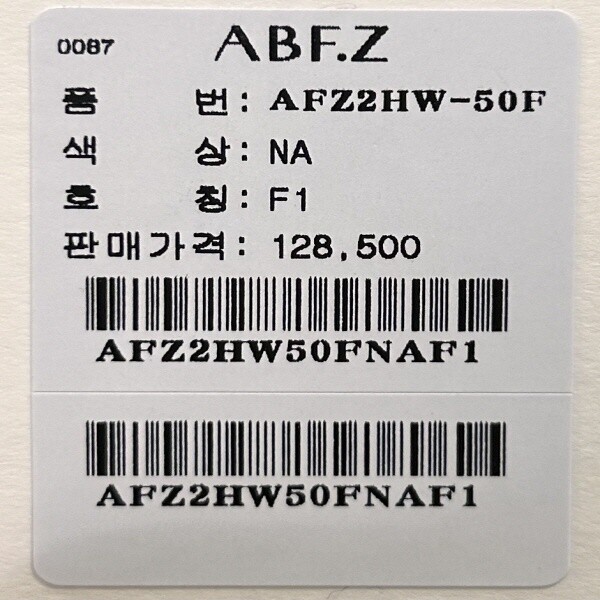 0087 ABF.Z
품 번: AFZ2HW-50F
색 상: NA
호 칭: F1
판매가격: 128,500
AFZ2HW50FNAF1
AFZ2HW50FNAF1